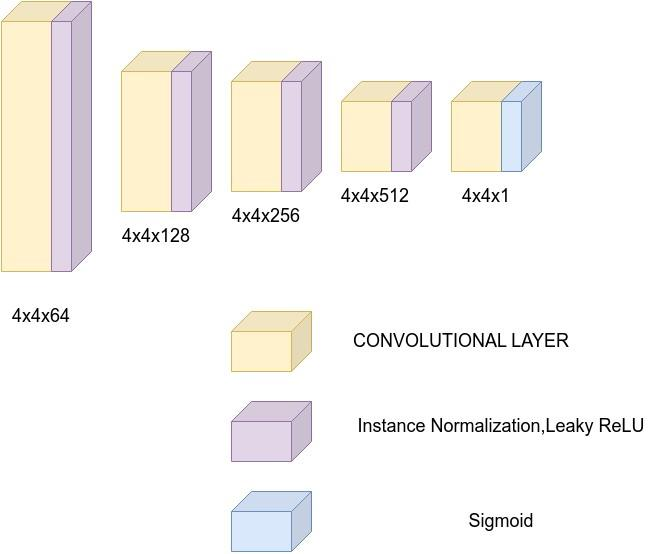 4x4x64
4x4x128
4x4x256
4x4x512
4x4x1
CONVOLUTIONAL LAYER
Instance Normalization,Leaky ReLU
Sigmoid